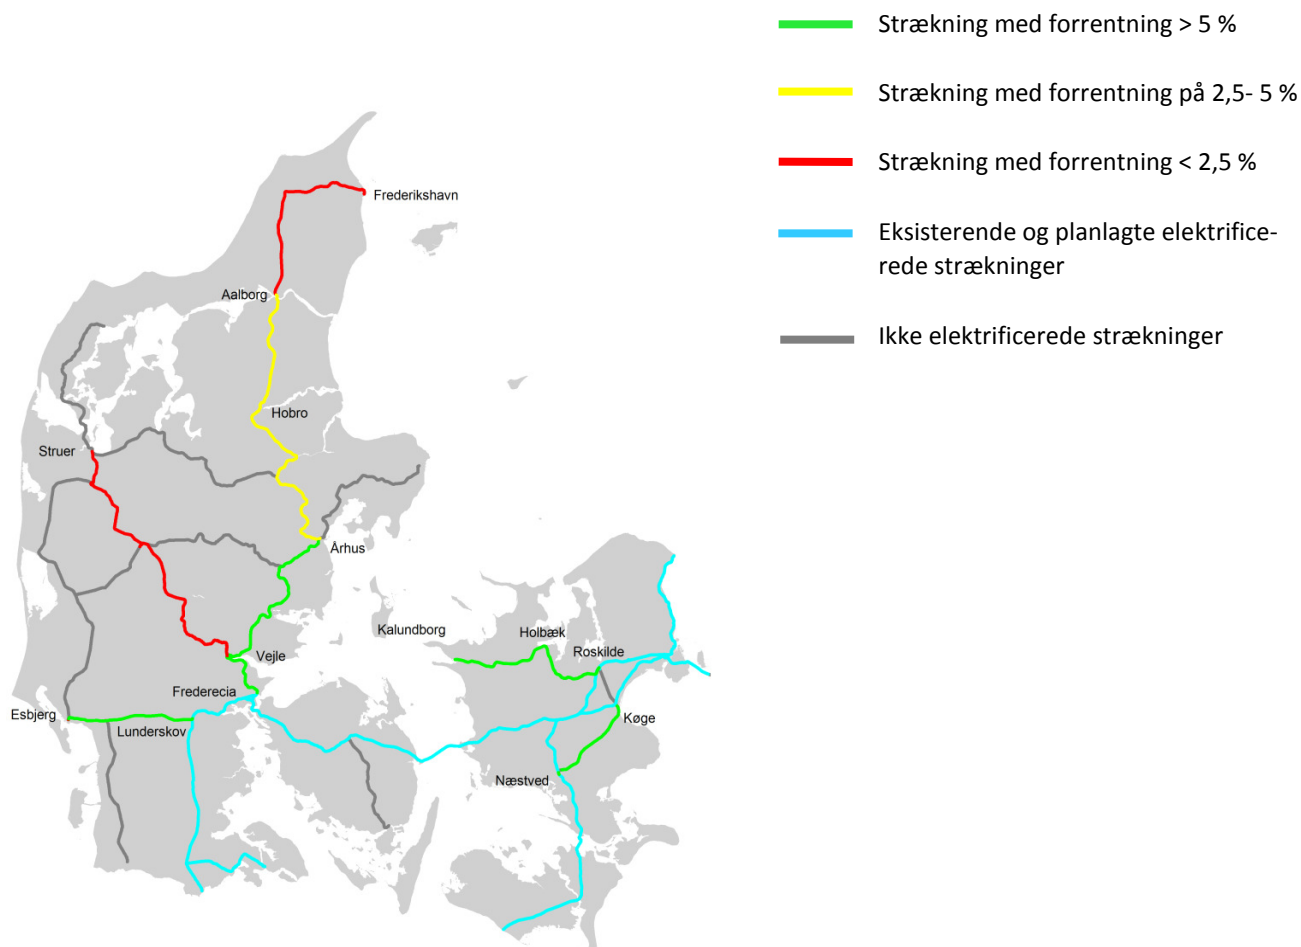 Strækning med forrentning > 5 %
Strækning med forrentning på 2,5- 5 %
Strækning med forrentning < 2,5 %
Eksisterende og planlagte elektrifice-
rede strækninger
Ikke elektrificerede strækninger
Frederikshavn
Aalborg
Hobro
Struer
Århus
Kalundborg
Holbæk
Roskilde
Vejle
Frederecia
Esbjerg
Lunderskov
Køge
Næstved